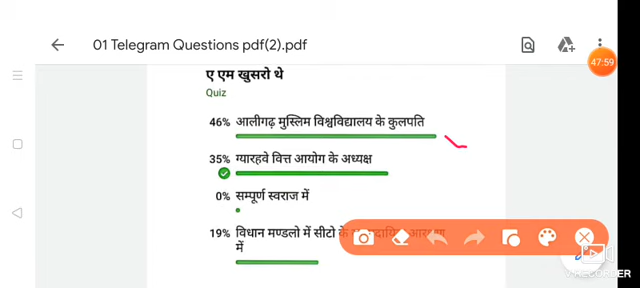 01 Telegram Questions pdf(2).pdf
47:59
ए एम खुसरो थे
Quiz
46% आलीगढ़ मुस्लिम विश्वविद्यालय के कुलपति
35% ग्यारहवे वित्त आयोग के अध्यक्ष
0% सम्पूर्ण स्वराज में
19% विधान मण्डलो में सीटो के
में
RECORDER